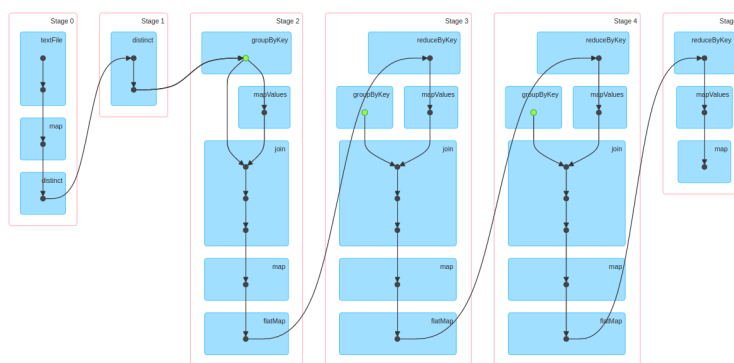 Stage 0
textFile
map
distinct
Stage 1
distinct
Stage 2
groupByKey
mapValues
join
map
flatMap
Stage 3
reduceByKey
groupByKey
mapValues
join
map
flatMap
Stage 4
reduceByKey
groupByKey
mapValues
join
map
flatMap
reduceByKey
mapValues
map